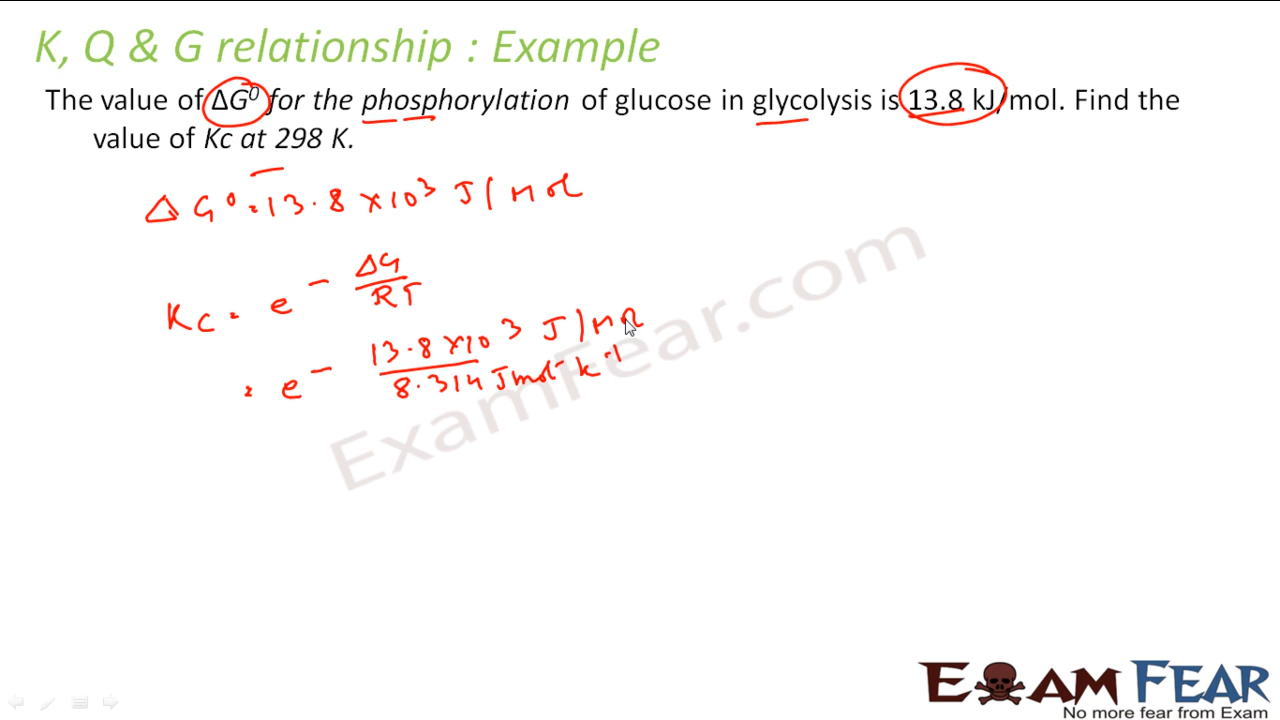 K, Q & G relationship : Example
The value of ΔG⁰ for the phosphorylation of glucose in glycolysis is 13.8 kJ/mol. Find the
value of Kc at 298 K.
Δ G⁰ = 13.8 ×10³ J/mol
Kc = e^- ΔG
RT
= e^- 13.8 ×10³ J/mol
8.314 Jmol⁻ K⁻¹
ExamFear.com
EXAM FEAR
No more fear from Exam